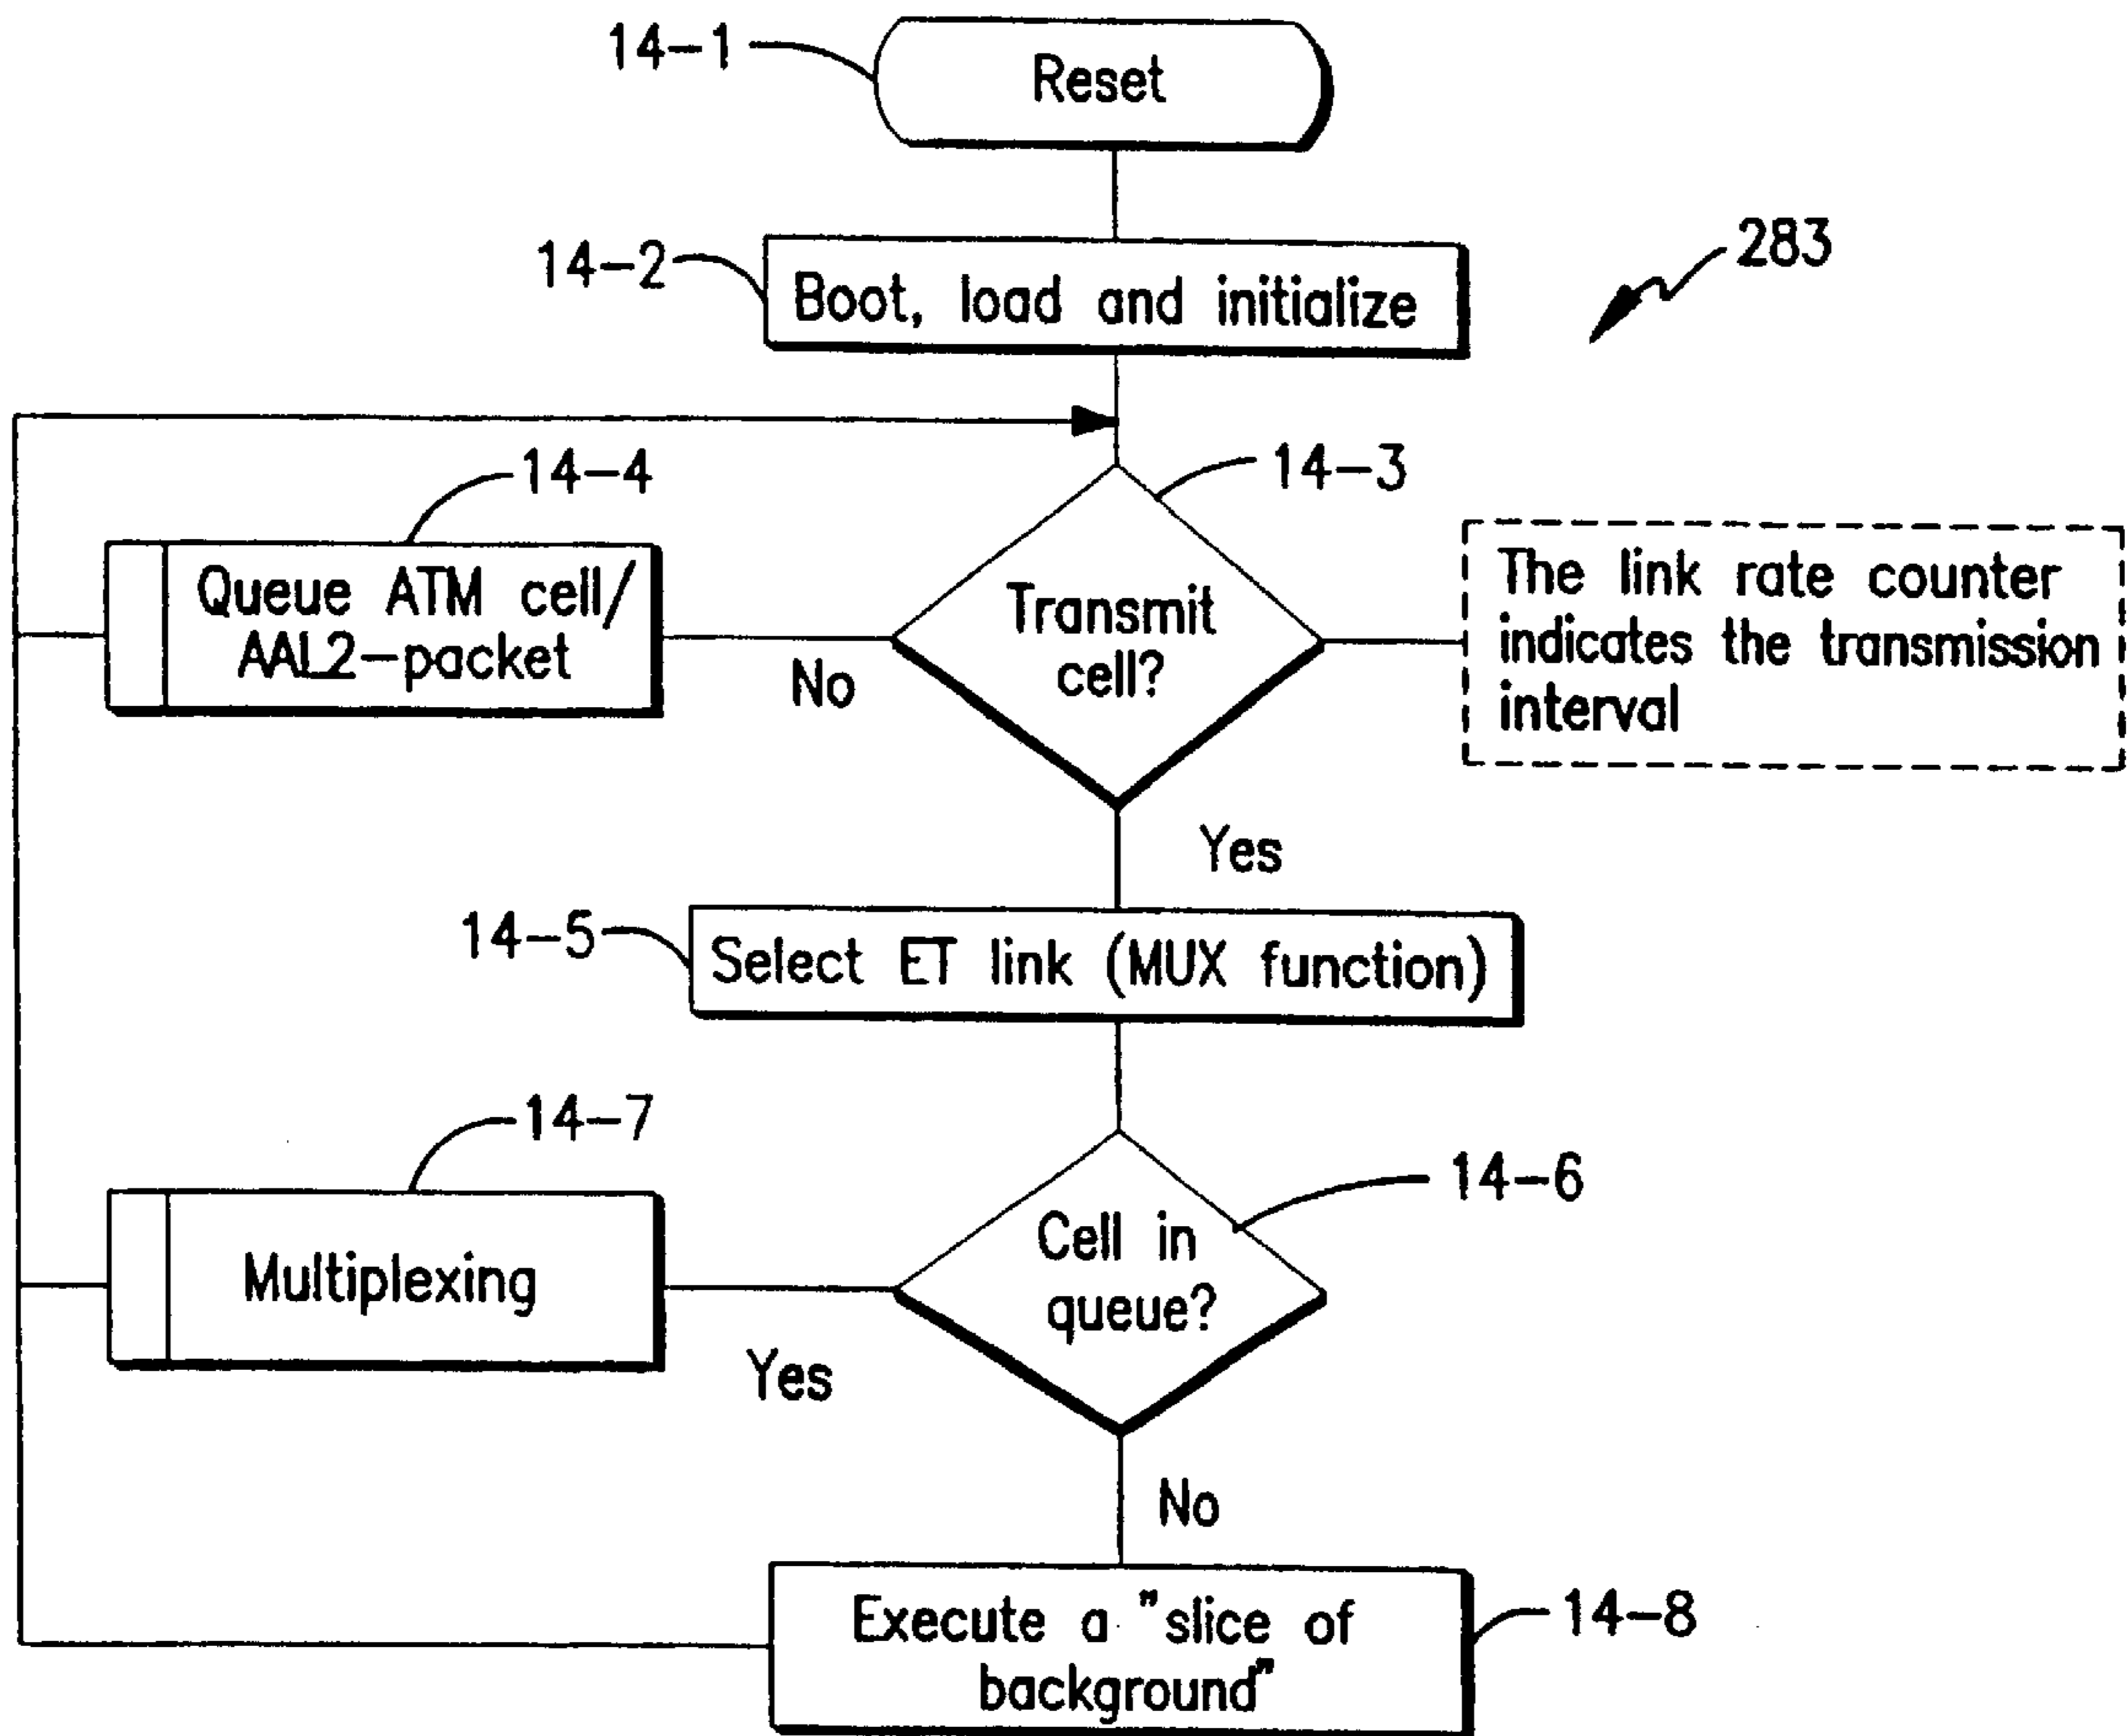 14-1
Reset
14-2
Boot, load and initialize
283
14-4
14-3
Queue ATM cell/
AAL2-packet
No
Transmit
cell?
The link rate counter
indicates the transmission
interval
Yes
14-5
Select ET link (MUX function)
14-7
14-6
Multiplexing
Yes
Cell in
queue?
No
Execute a "slice of
background"
14-8